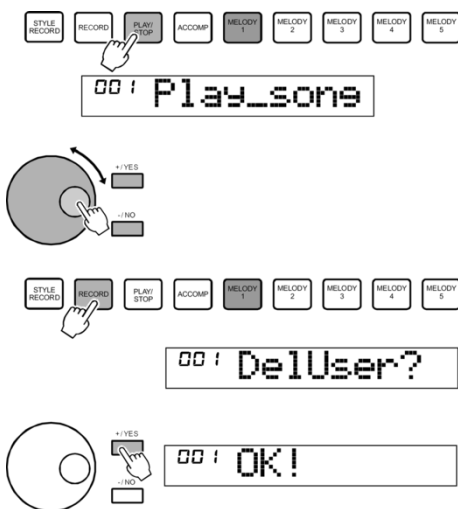 STYLE RECORD RECORD PLAY/ STOP ACCOMP MELODY 1 MELODY 2 MELODY 3 MELODY 4 MELODY 5
001 Play_song
+/YES
-/NO
STYLE RECORD RECORD PLAY/ STOP ACCOMP MELODY 1 MELODY 2 MELODY 3 MELODY 4 MELODY 5
001 DelUser?
+/YES
001 OK!
-/NO